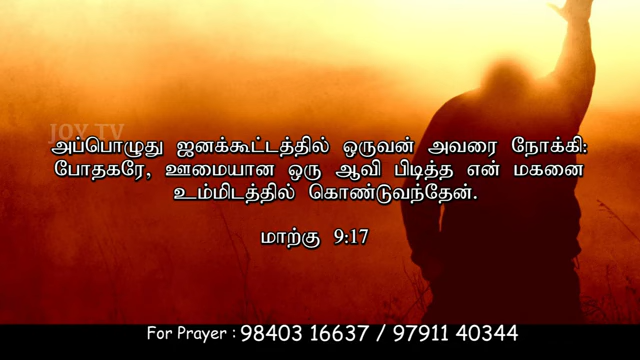 JOY TV
அப்பொழுது ஜனக்கூட்டத்தில் ஒருவன் அவரை நோக்கி:
போதகரே, ஊமையான ஒரு ஆவி பிடித்த என் மகனை
உம்மிடத்தில் கொண்டுவந்தேன்.
மாற்கு 9:17
For Prayer : 98403 16637 / 97911 40344